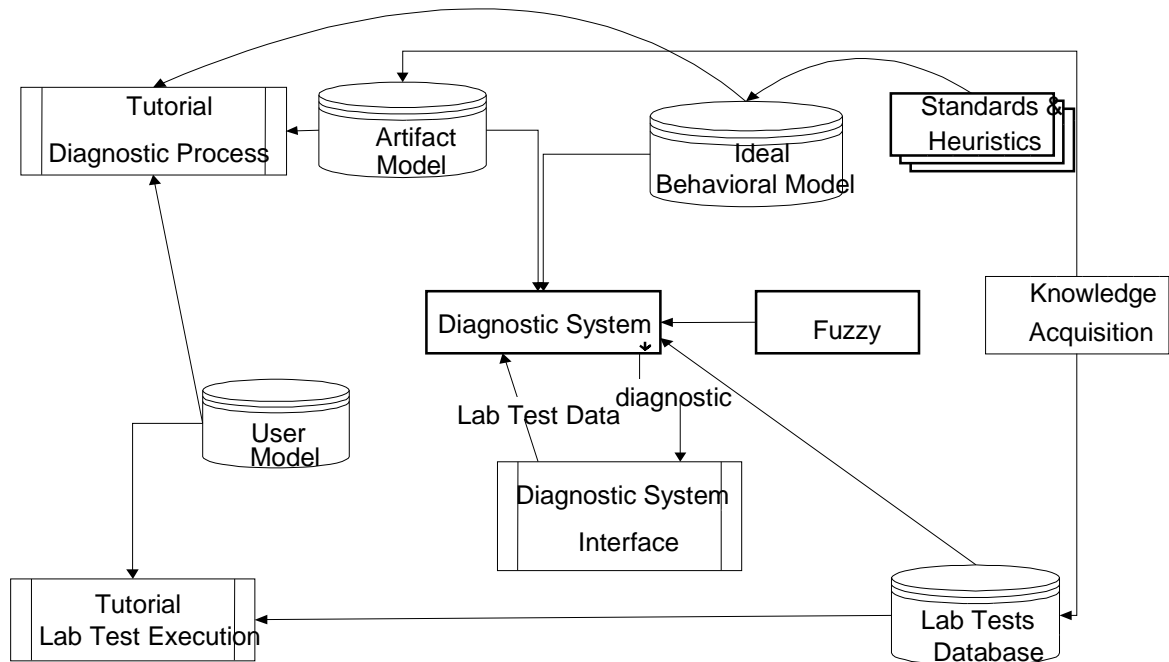 Tutorial
Diagnostic Process
Artifact
Model
Ideal
Behavioral Model
Standards &
Heuristics
Knowledge
Acquisition
Diagnostic System
Fuzzy
diagnostic
Lab Test Data
User
Model
Diagnostic System
Interface
Tutorial
Lab Test Execution
Lab Tests
Database